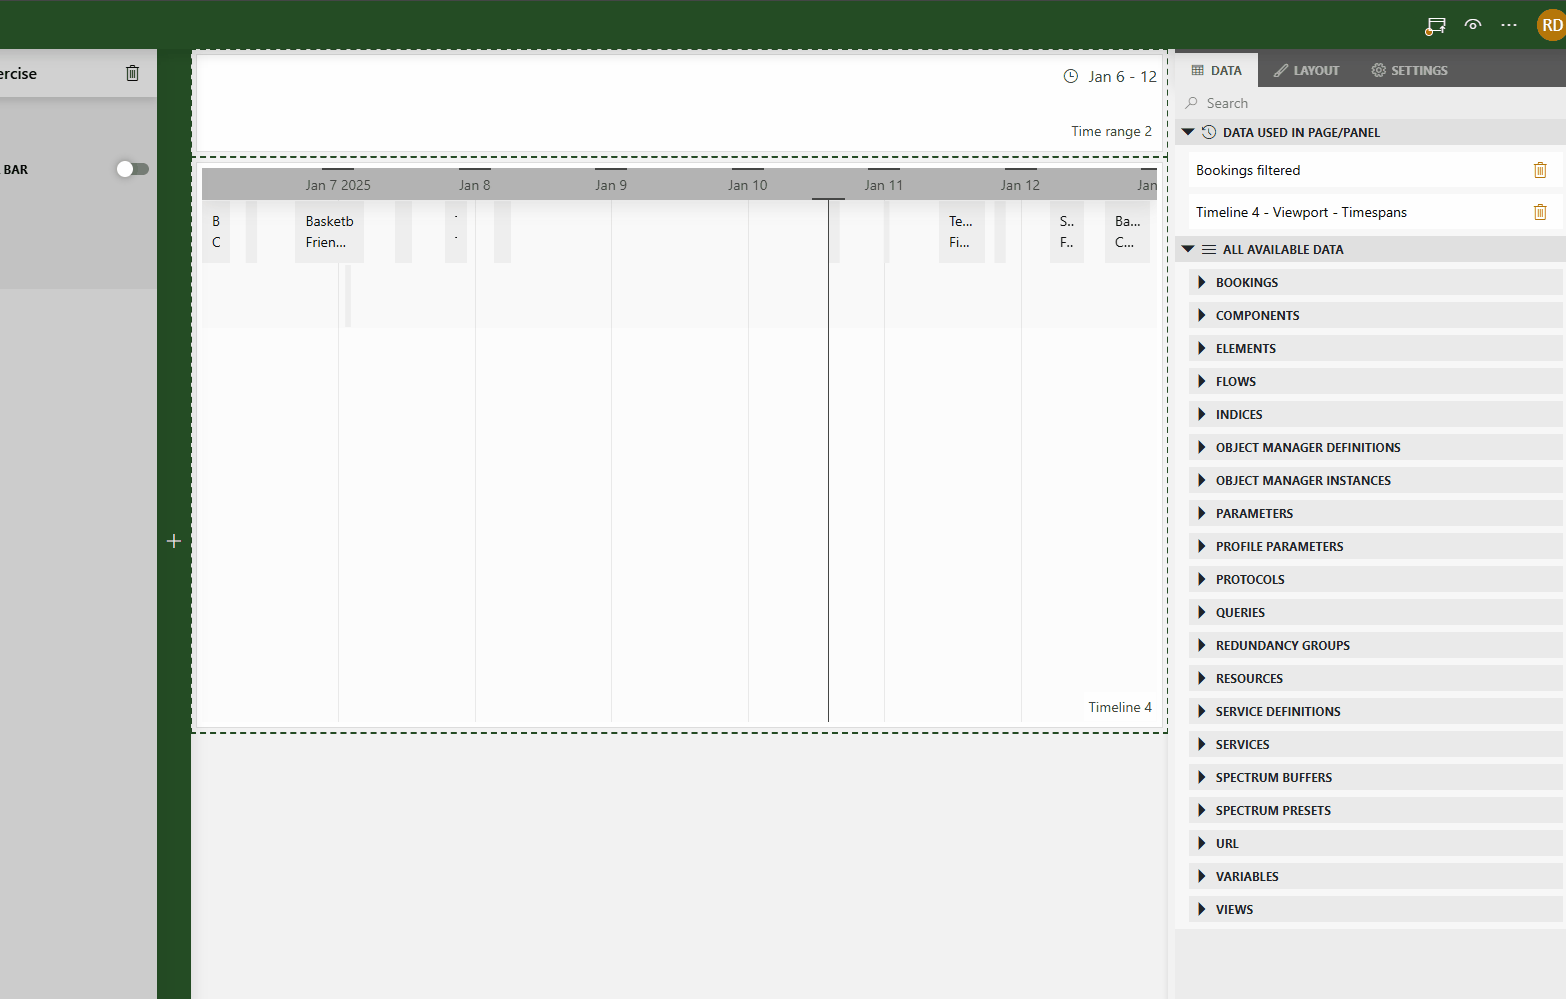 RD
ercise
BAR
Jan 6 - 12
Time range 2
Jan 7 2025
Jan 8
Jan 9
Jan 10
Jan 11
Jan 12
Jan
B
C
Basketb
Frien...
Te...
Fi...
S..
F..
Ba...
C...
Timeline 4
DATA
LAYOUT
SETTINGS
Search
DATA USED IN PAGE/PANEL
Bookings filtered
Timeline 4 - Viewport - Timespans
ALL AVAILABLE DATA
BOOKINGS
COMPONENTS
ELEMENTS
FLOWS
INDICES
OBJECT MANAGER DEFINITIONS
OBJECT MANAGER INSTANCES
PARAMETERS
PROFILE PARAMETERS
PROTOCOLS
QUERIES
REDUNDANCY GROUPS
RESOURCES
SERVICE DEFINITIONS
SERVICES
SPECTRUM BUFFERS
SPECTRUM PRESETS
URL
VARIABLES
VIEWS